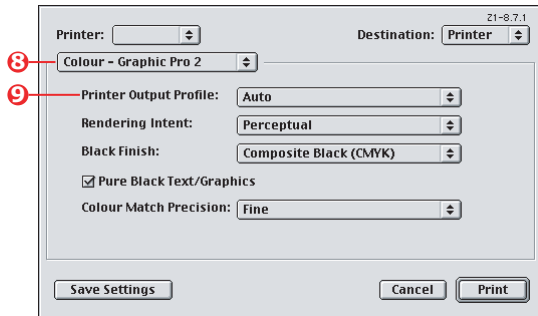 Z1-8.7.1
Printer: Destination: Printer
8 Colour - Graphic Pro 2
9 Printer Output Profile: Auto
Rendering Intent: Perceptual
Black Finish: Composite Black (CMYK)
Pure Black Text/Graphics
Colour Match Precision: Fine
Save Settings Cancel Print